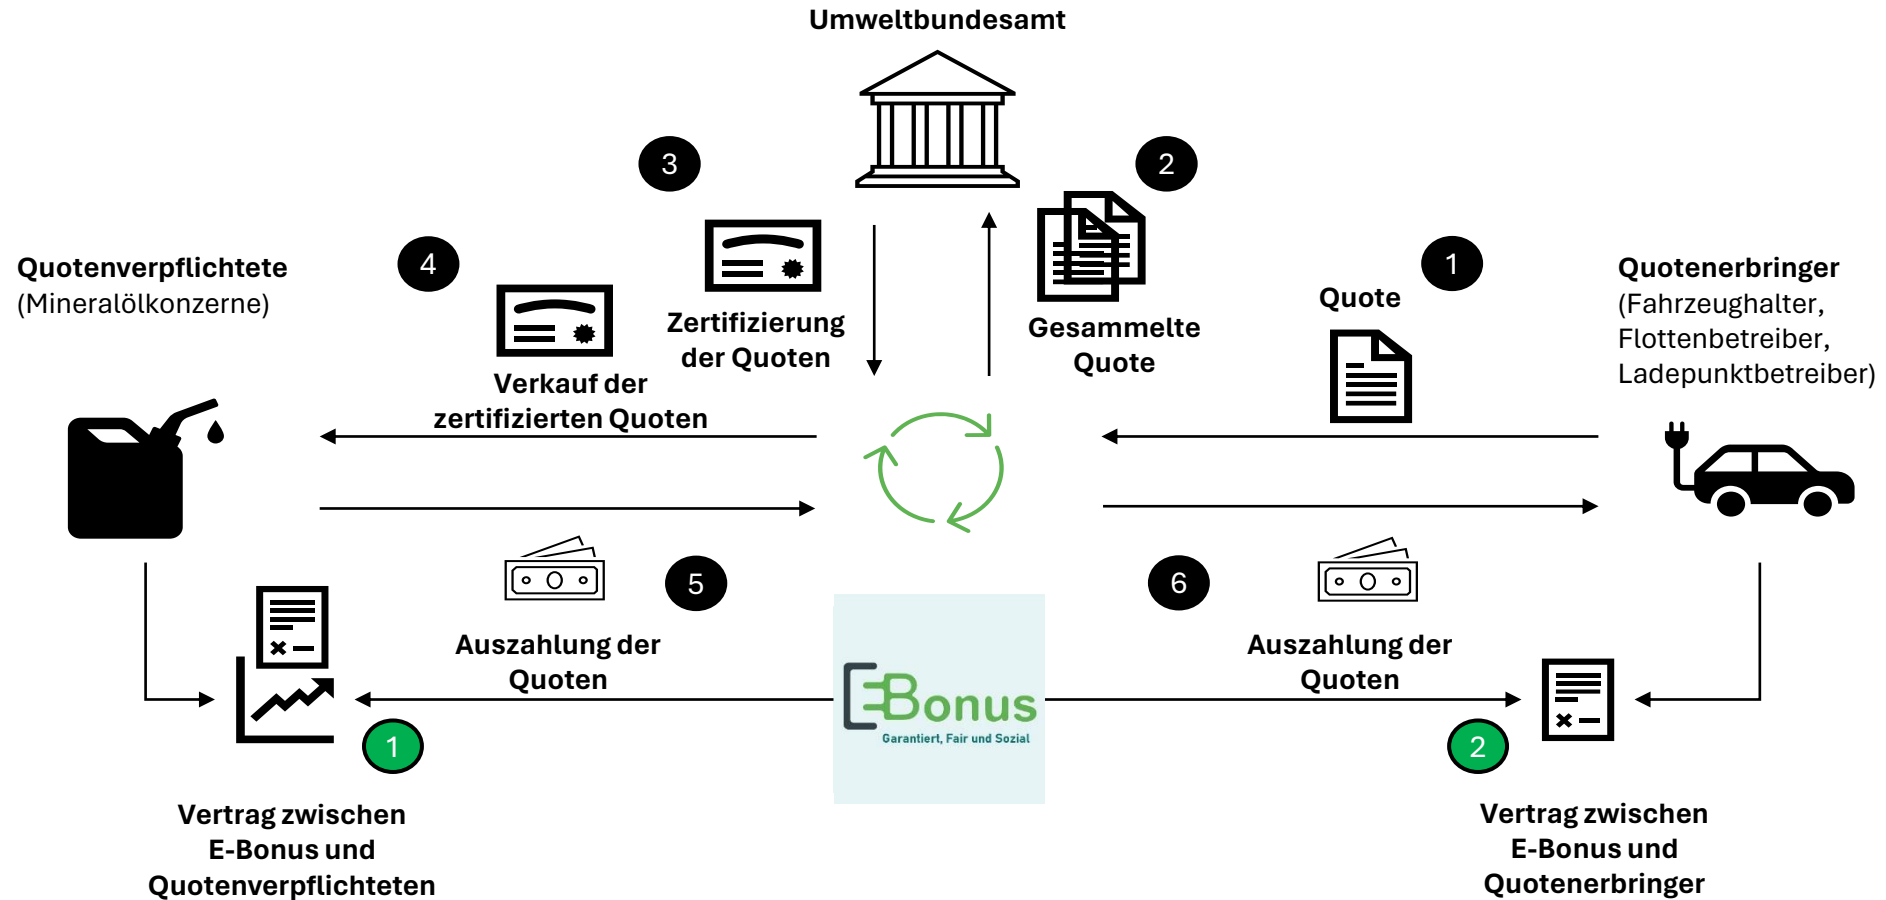 Umweltbundesamt
3
2
4
1
Quotenverpflichtete
(Mineralölkonzerne)
Quotenerbringer
(Fahrzeughalter,
Flottenbetreiber,
Ladepunktbetreiber)
Quote
Zertifizierung
der Quoten
Gesammelte
Quote
Verkauf der
zertifizierten Quoten
5
6
Auszahlung der
Quoten
Auszahlung der
Quoten
EBonus
Garantiert, Fair und Sozial
1
2
Vertrag zwischen
E-Bonus und
Quotenverpflichteten
Vertrag zwischen
E-Bonus und
Quotenerbringer